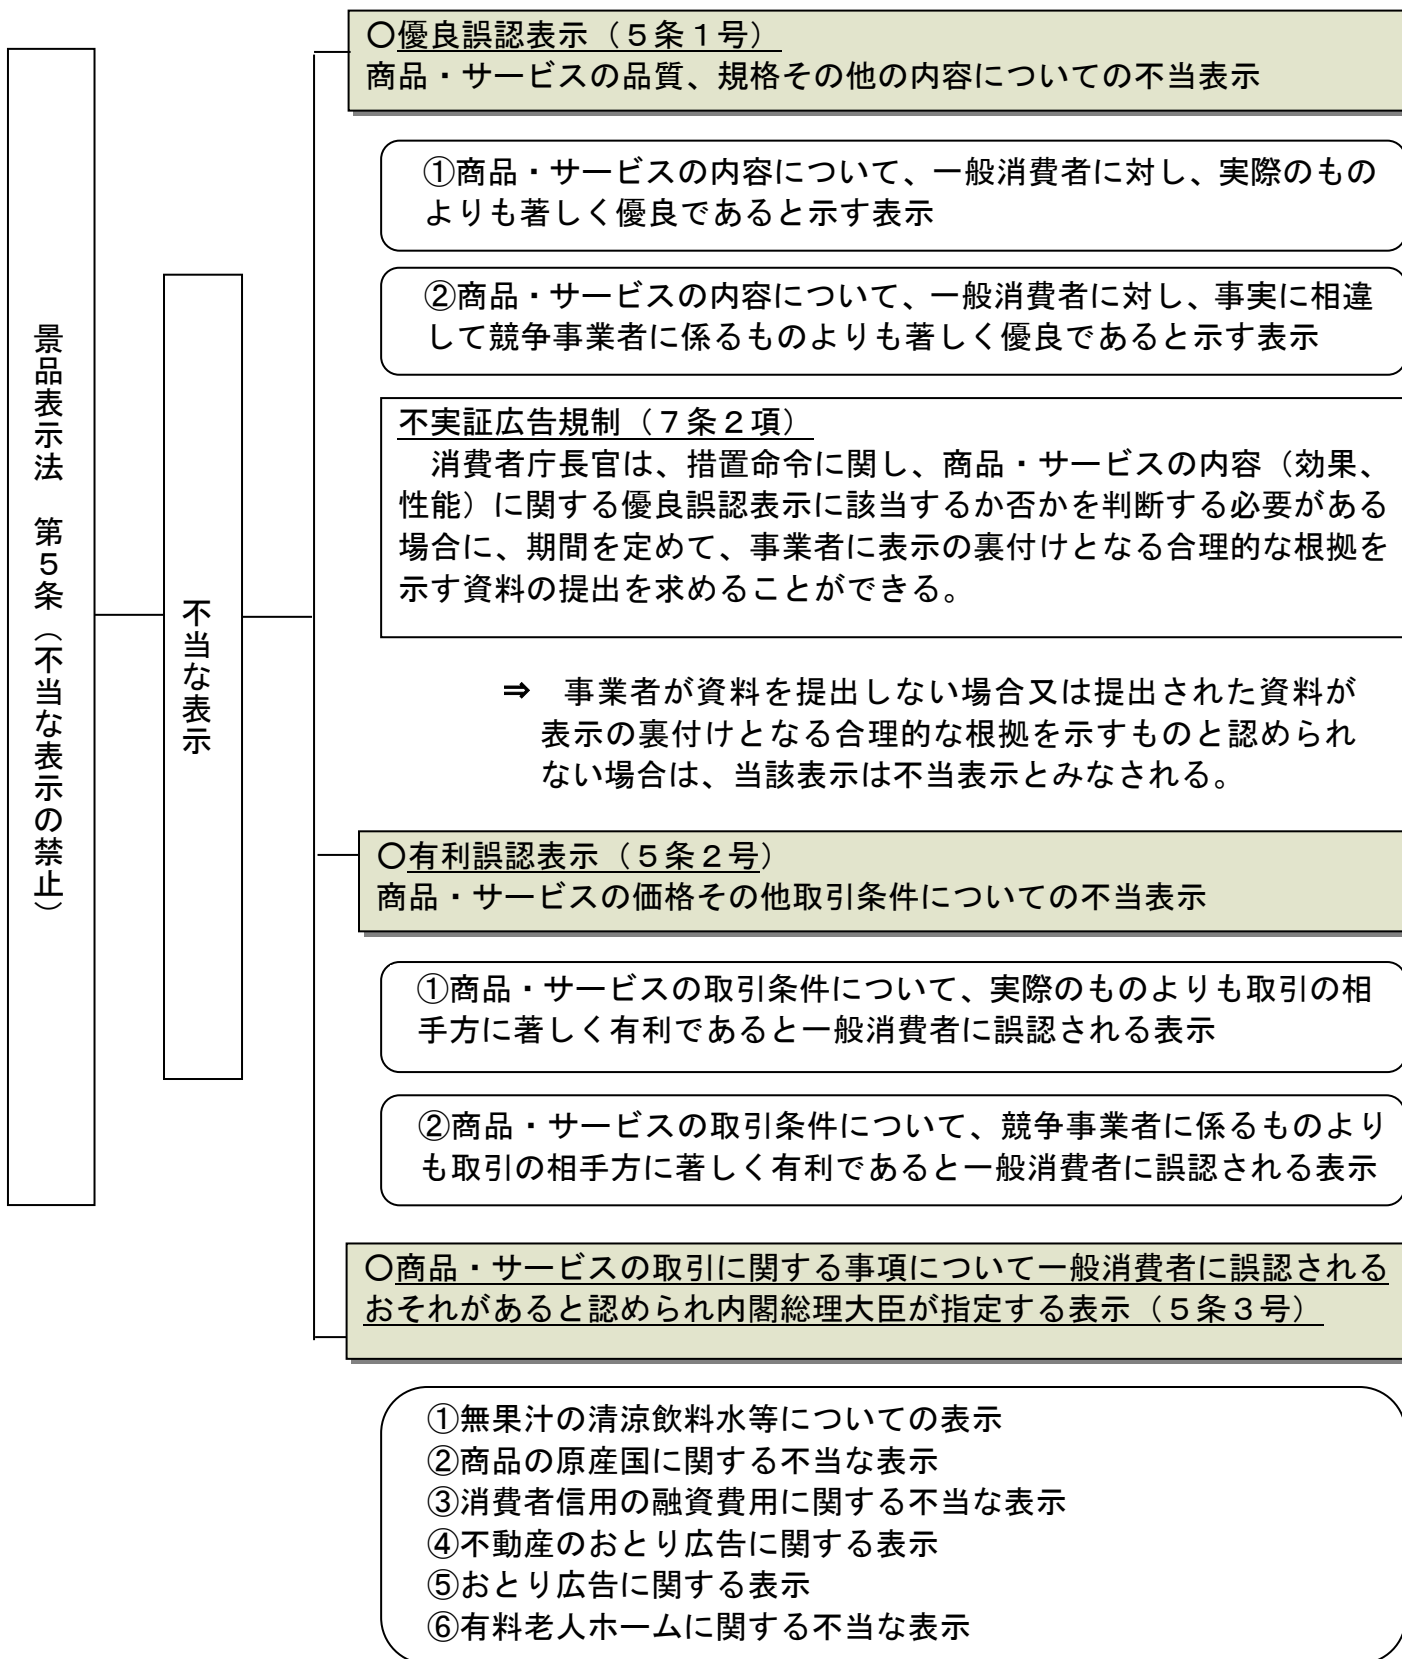 景品表示法　第５条（不当な表示の禁止）
不当な表示
○優良誤認表示（５条１号）
商品・サービスの品質、規格その他の内容についての不当表示
①商品・サービスの内容について、一般消費者に対し、実際のもの
よりも著しく優良であると示す表示
②商品・サービスの内容について、一般消費者に対し、事実に相違
して競争事業者に係るものよりも著しく優良であると示す表示
不実証広告規制（７条２項）
消費者庁長官は、措置命令に関し、商品・サービスの内容（効果、
性能）に関する優良誤認表示に該当するか否かを判断する必要がある
場合に、期間を定めて、事業者に表示の裏付けとなる合理的な根拠を
示す資料の提出を求めることができる。
⇒　事業者が資料を提出しない場合又は提出された資料が
表示の裏付けとなる合理的な根拠を示すものと認められ
ない場合は、当該表示は不当表示とみなされる。
○有利誤認表示（５条２号）
商品・サービスの価格その他取引条件についての不当表示
①商品・サービスの取引条件について、実際のものよりも取引の相
手方に著しく有利であると一般消費者に誤認される表示
②商品・サービスの取引条件について、競争事業者に係るものより
も取引の相手方に著しく有利であると一般消費者に誤認される表示
○商品・サービスの取引に関する事項について一般消費者に誤認される
おそれがあると認められ内閣総理大臣が指定する表示（５条３号）
①無果汁の清涼飲料水等についての表示
②商品の原産国に関する不当な表示
③消費者信用の融資費用に関する不当な表示
④不動産のおとり広告に関する表示
⑤おとり広告に関する表示
⑥有料老人ホームに関する不当な表示